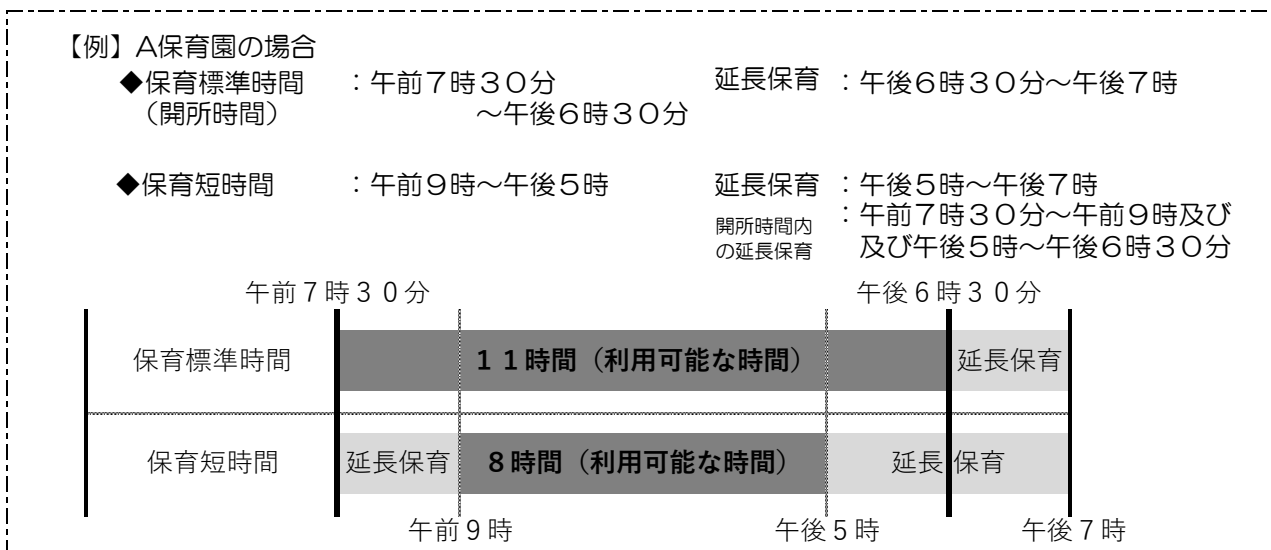 【例】A保育園の場合
◆保育標準時間 ：午前7時30分 延長保育 ：午後6時30分～午後7時
（開所時間） ～午後6時30分
◆保育短時間 ：午前9時～午後5時 延長保育 ：午後5時～午後7時
開所時間内 ：午前7時30分～午前9時及び
の延長保育 及び午後5時～午後6時30分
午前7時30分 午後6時30分
保育標準時間 11時間（利用可能な時間） 延長保育
保育短時間 延長保育 8時間（利用可能な時間） 延長保育
午前9時 午後5時 午後7時